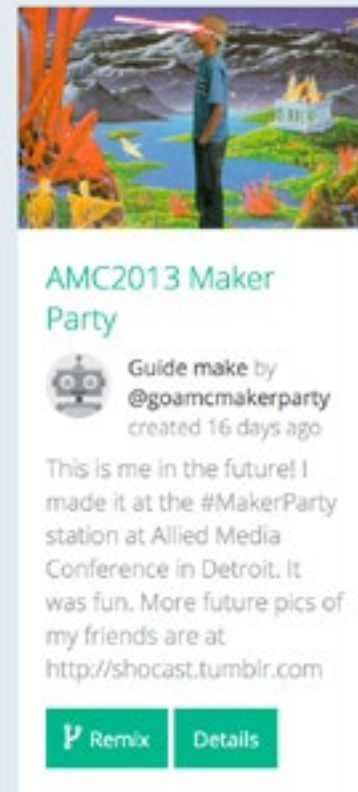 AMC2013 Maker
Party
Guide make by
@goamcmakerparty
created 16 days ago
This is me in the future! I
made it at the #MakerParty
station at Allied Media
Conference in Detroit. It
was fun. More future pics of
my friends are at
http://shocast.tumblr.com
Remix Details